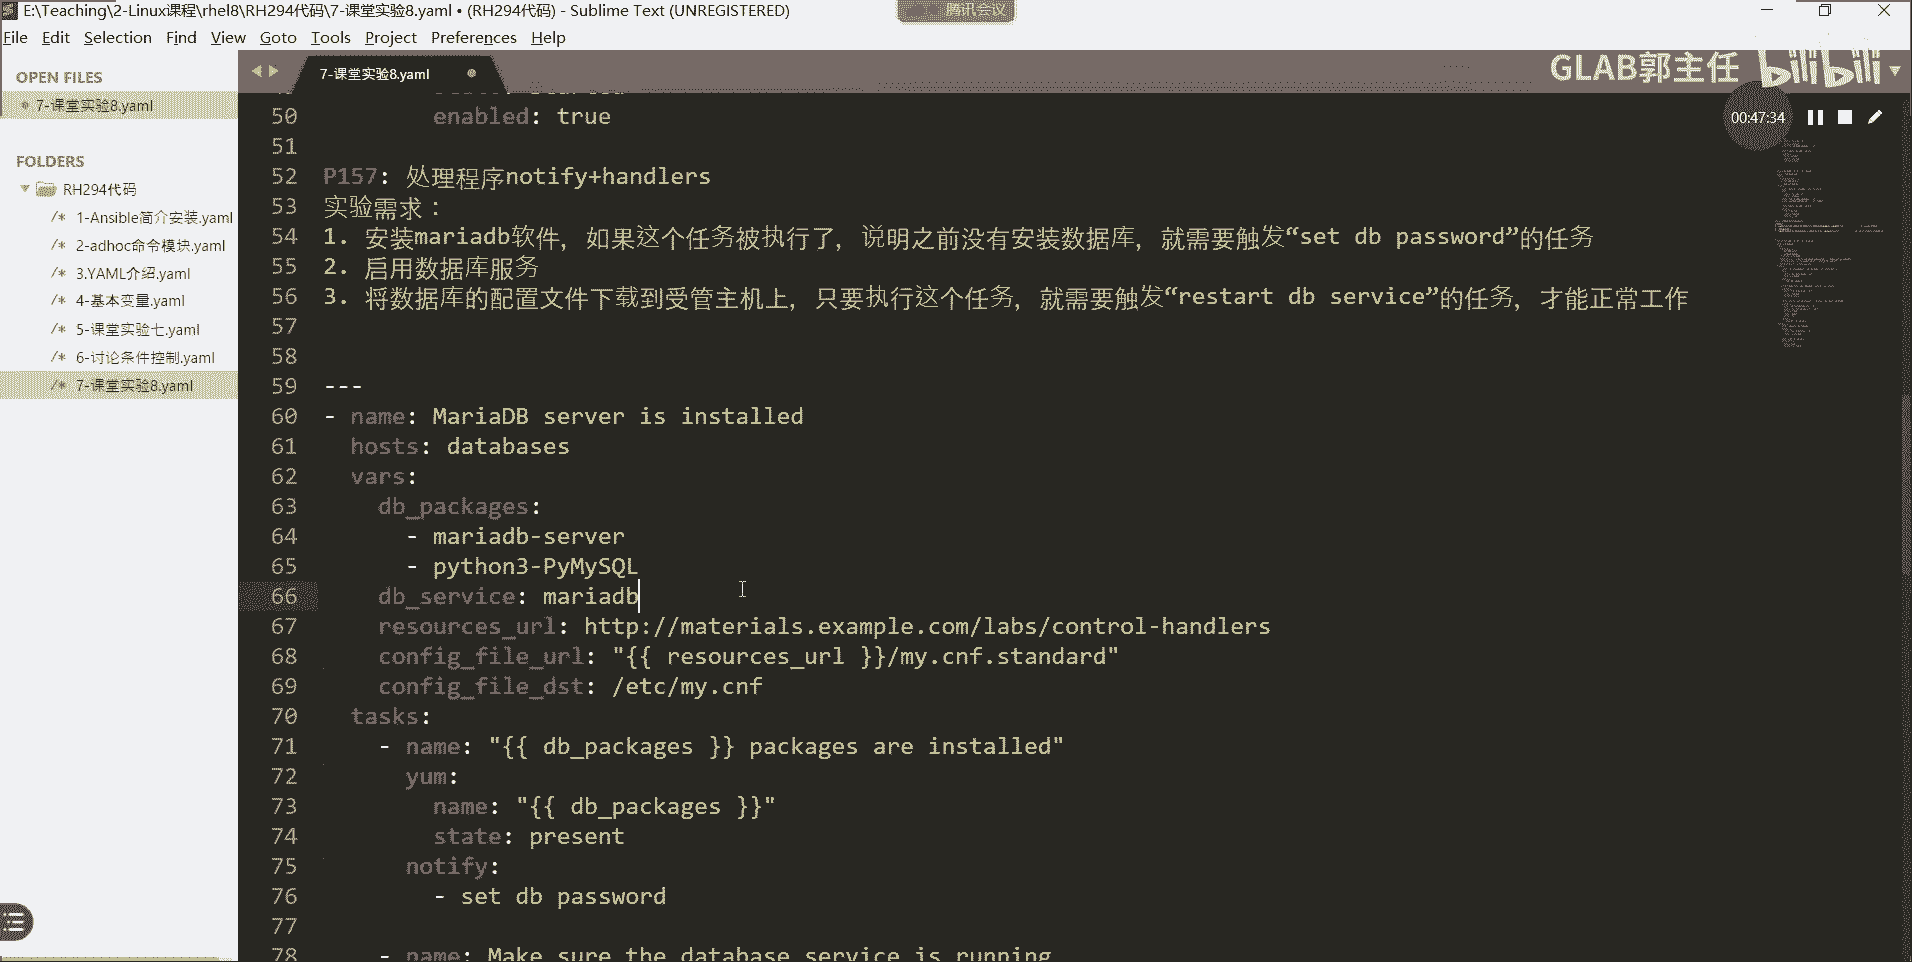 E:\Teaching\2-Linux课程\rhel8\RH294代码\7-课堂实验8.yaml • (RH294代码) - Sublime Text (UNREGISTERED)
腾讯会议
File Edit Selection Find View Goto Tools Project Preferences Help
OPEN FILES
7-课堂实验8.yaml
FOLDERS
RH294代码
/* 1-Ansible简介安装.yaml
/* 2-adhoc命令模块.yaml
/* 3.YAML介绍.yaml
/* 4-基本变量.yaml
/* 5-课堂实验七.yaml
/* 6-讨论条件控制.yaml
/* 7-课堂实验8.yaml
7-课堂实验8.yaml
GLAB郭主任 bilibili
00:47:34
50 enabled: true
51
52 P157: 处理程序notify+handlers
53 实验需求：
54 1. 安装mariadb软件，如果这个任务被执行了，说明之前没有安装数据库，就需要触发“set db password”的任务
55 2. 启用数据库服务
56 3. 将数据库的配置文件下载到受管主机上，只要执行这个任务，就需要触发“restart db service”的任务，才能正常工作
57
58
59 ---
60 - name: MariaDB server is installed
61 hosts: databases
62 vars:
63 db_packages:
64 - mariadb-server
65 - python3-PyMySQL
66 db_service: mariadb
67 resources_url: http://materials.example.com/labs/control-handlers
68 config_file_url: "{{ resources_url }}/my.cnf.standard"
69 config_file_dst: /etc/my.cnf
70 tasks:
71 - name: "{{ db_packages }} packages are installed"
72 yum:
73 name: "{{ db_packages }}"
74 state: present
75 notify:
76 - set db password
77
78 - name: Make sure the database service is running